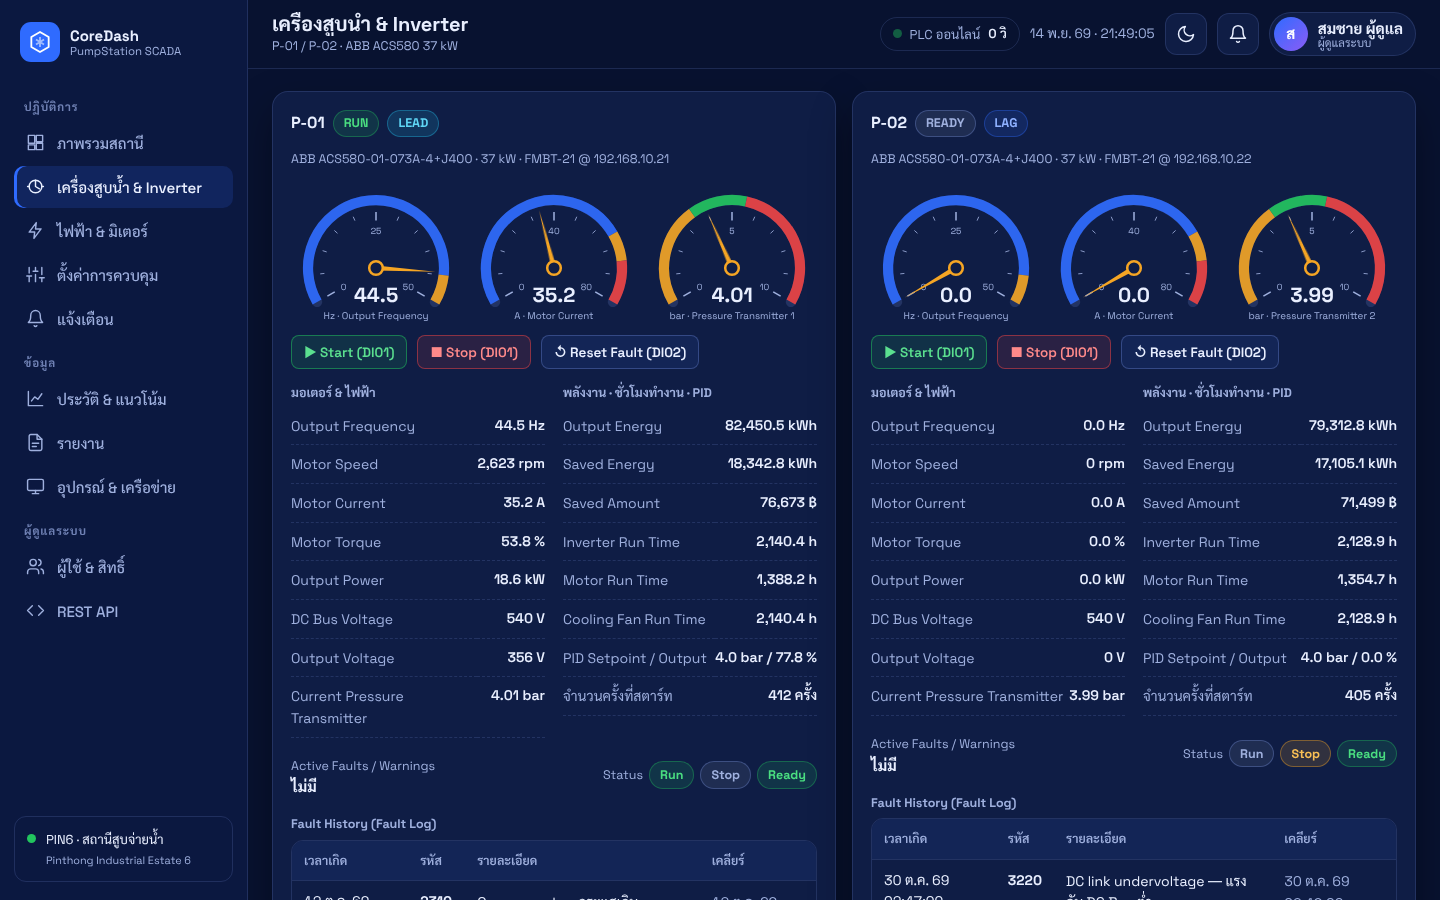 CoreDash
PumpStation SCADA
ปฏิบัติการ
ภาพรวมสถานี
เครื่องสูบน้ำ & Inverter
ไฟฟ้า & มิเตอร์
ตั้งค่าการควบคุม
แจ้งเตือน
ข้อมูล
ประวัติ & แนวโน้ม
รายงาน
อุปกรณ์ & เครือข่าย
ผู้ดูแลระบบ
ผู้ใช้ & สิทธิ์
REST API
PIN6 · สถานีสูบจ่ายน้ำ
Pinthong Industrial Estate 6
เครื่องสูบน้ำ & Inverter
P-01 / P-02 · ABB ACS580 37 kW
PLC ออนไลน์ 0 วิ
14 พ.ย. 69 · 21:49:05
ส
สมชาย ผู้ดูแล
ผู้ดูแลระบบ
P-01 RUN LEAD
ABB ACS580-01-073A-4+J400 · 37 kW · FMBT-21 @ 192.168.10.21
0 25 50
44.5
Hz · Output Frequency
0 40 80
35.2
A · Motor Current
0 5 10
4.01
bar · Pressure Transmitter 1
▶ Start (DI01)
■ Stop (DI01)
↺ Reset Fault (DI02)
มอเตอร์ & ไฟฟ้า
Output Frequency 44.5 Hz
Motor Speed 2,623 rpm
Motor Current 35.2 A
Motor Torque 53.8 %
Output Power 18.6 kW
DC Bus Voltage 540 V
Output Voltage 356 V
Current Pressure Transmitter 4.01 bar
พลังงาน · ชั่วโมงทำงาน · PID
Output Energy 82,450.5 kWh
Saved Energy 18,342.8 kWh
Saved Amount 76,673 ฿
Inverter Run Time 2,140.4 h
Motor Run Time 1,388.2 h
Cooling Fan Run Time 2,140.4 h
PID Setpoint / Output 4.0 bar / 77.8 %
จำนวนครั้งที่สตาร์ท 412 ครั้ง
Active Faults / Warnings
ไม่มี
Status Run Stop Ready
Fault History (Fault Log)
เวลาเกิด รหัส รายละเอียด เคลียร์
P-02 READY LAG
ABB ACS580-01-073A-4+J400 · 37 kW · FMBT-21 @ 192.168.10.22
0 25 50
0.0
Hz · Output Frequency
0 40 80
0.0
A · Motor Current
0 5 10
3.99
bar · Pressure Transmitter 2
▶ Start (DI01)
■ Stop (DI01)
↺ Reset Fault (DI02)
มอเตอร์ & ไฟฟ้า
Output Frequency 0.0 Hz
Motor Speed 0 rpm
Motor Current 0.0 A
Motor Torque 0.0 %
Output Power 0.0 kW
DC Bus Voltage 540 V
Output Voltage 0 V
Current Pressure Transmitter 3.99 bar
พลังงาน · ชั่วโมงทำงาน · PID
Output Energy 79,312.8 kWh
Saved Energy 17,105.1 kWh
Saved Amount 71,499 ฿
Inverter Run Time 2,128.9 h
Motor Run Time 1,354.7 h
Cooling Fan Run Time 2,128.9 h
PID Setpoint / Output 4.0 bar / 0.0 %
จำนวนครั้งที่สตาร์ท 405 ครั้ง
Active Faults / Warnings
ไม่มี
Status Run Stop Ready
Fault History (Fault Log)
เวลาเกิด รหัส รายละเอียด เคลียร์
30 ต.ค. 69 3220 DC link undervoltage — แรง 30 ต.ค. 69